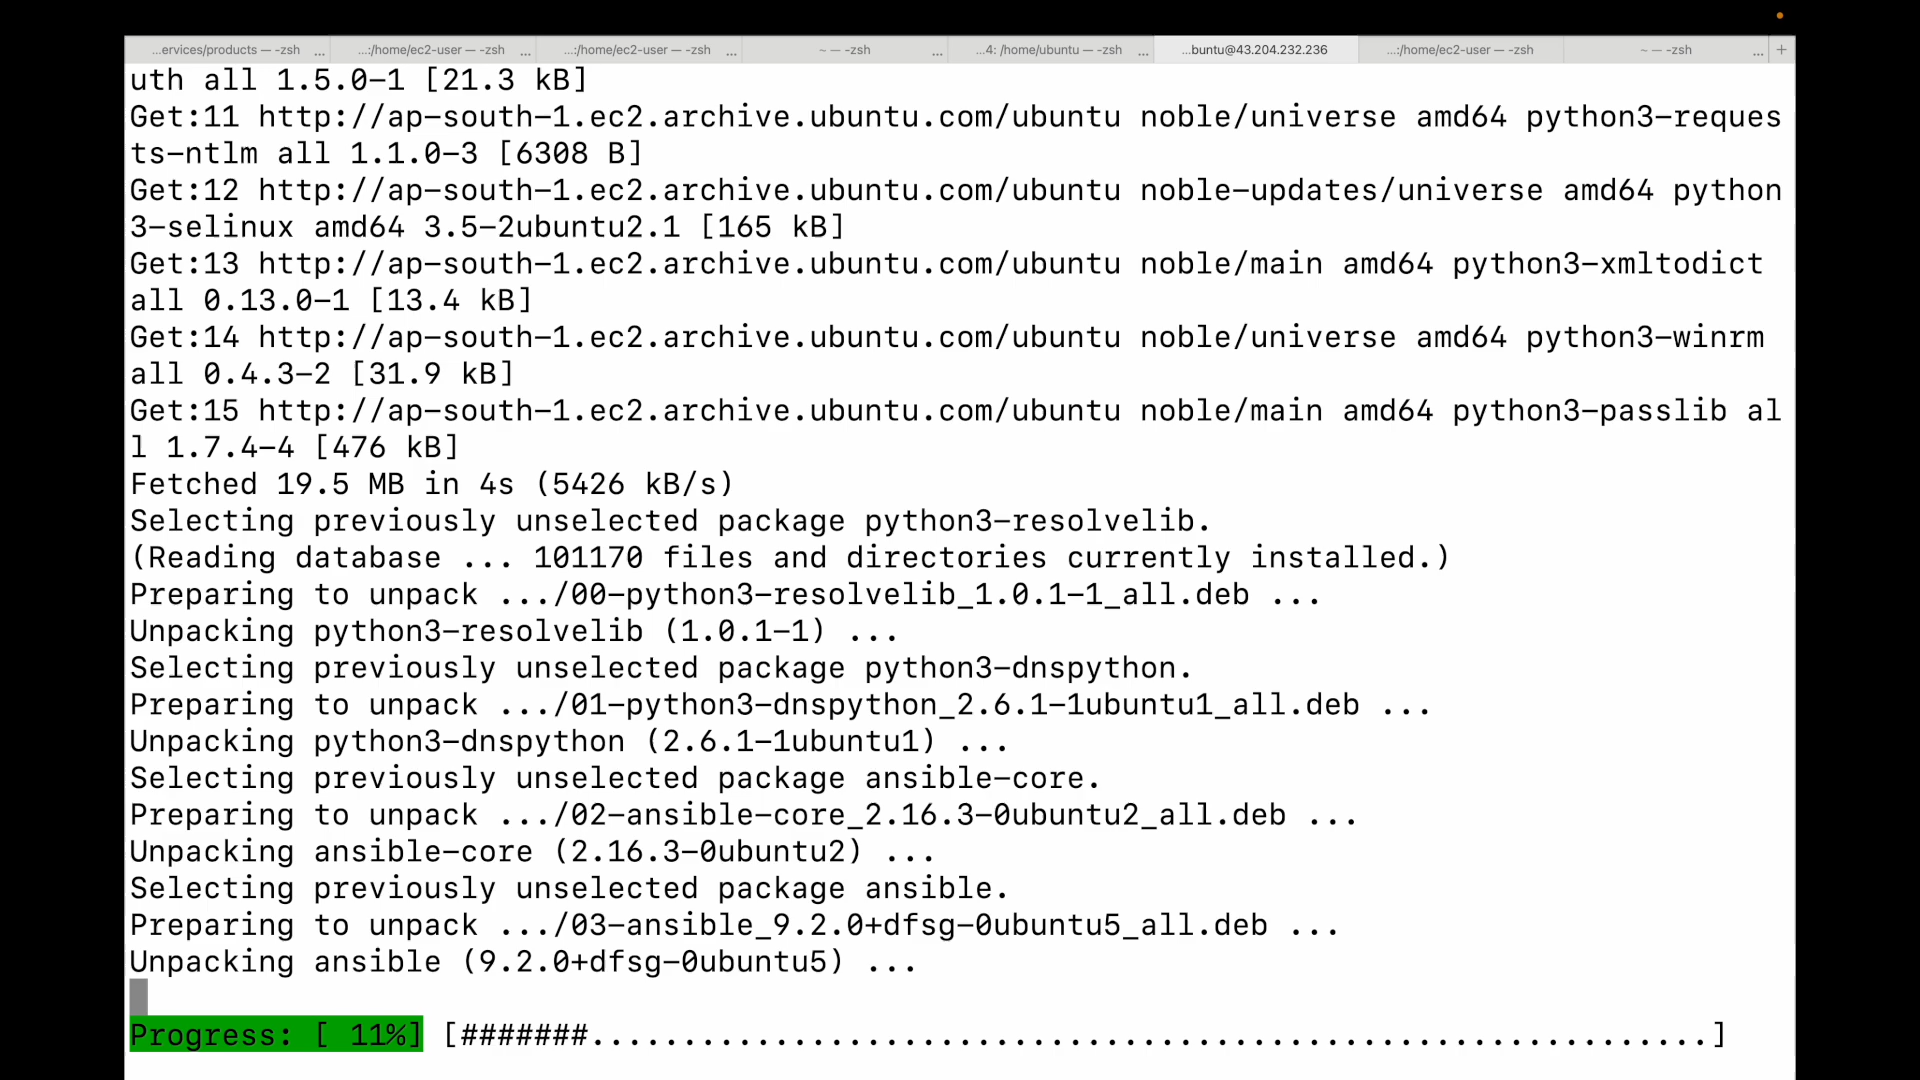 ...ervices/products — -zsh ... ...:/home/ec2-user — -zsh ... ...:/home/ec2-user — -zsh ... ~ — -zsh ... ...4: /home/ubuntu — -zsh ... ...buntu@43.204.232.236 ...:/home/ec2-user — -zsh ~ — -zsh ... +
uth all 1.5.0-1 [21.3 kB]
Get:11 http://ap-south-1.ec2.archive.ubuntu.com/ubuntu noble/universe amd64 python3-reques
ts-ntlm all 1.1.0-3 [6308 B]
Get:12 http://ap-south-1.ec2.archive.ubuntu.com/ubuntu noble-updates/universe amd64 python
3-selinux amd64 3.5-2ubuntu2.1 [165 kB]
Get:13 http://ap-south-1.ec2.archive.ubuntu.com/ubuntu noble/main amd64 python3-xmltodict
all 0.13.0-1 [13.4 kB]
Get:14 http://ap-south-1.ec2.archive.ubuntu.com/ubuntu noble/universe amd64 python3-winrm
all 0.4.3-2 [31.9 kB]
Get:15 http://ap-south-1.ec2.archive.ubuntu.com/ubuntu noble/main amd64 python3-passlib al
l 1.7.4-4 [476 kB]
Fetched 19.5 MB in 4s (5426 kB/s)
Selecting previously unselected package python3-resolvelib.
(Reading database ... 101170 files and directories currently installed.)
Preparing to unpack .../00-python3-resolvelib_1.0.1-1_all.deb ...
Unpacking python3-resolvelib (1.0.1-1) ...
Selecting previously unselected package python3-dnspython.
Preparing to unpack .../01-python3-dnspython_2.6.1-1ubuntu1_all.deb ...
Unpacking python3-dnspython (2.6.1-1ubuntu1) ...
Selecting previously unselected package ansible-core.
Preparing to unpack .../02-ansible-core_2.16.3-0ubuntu2_all.deb ...
Unpacking ansible-core (2.16.3-0ubuntu2) ...
Selecting previously unselected package ansible.
Preparing to unpack .../03-ansible_9.2.0+dfsg-0ubuntu5_all.deb ...
Unpacking ansible (9.2.0+dfsg-0ubuntu5) ...
Progress: [ 11%] [#######.............................................................]